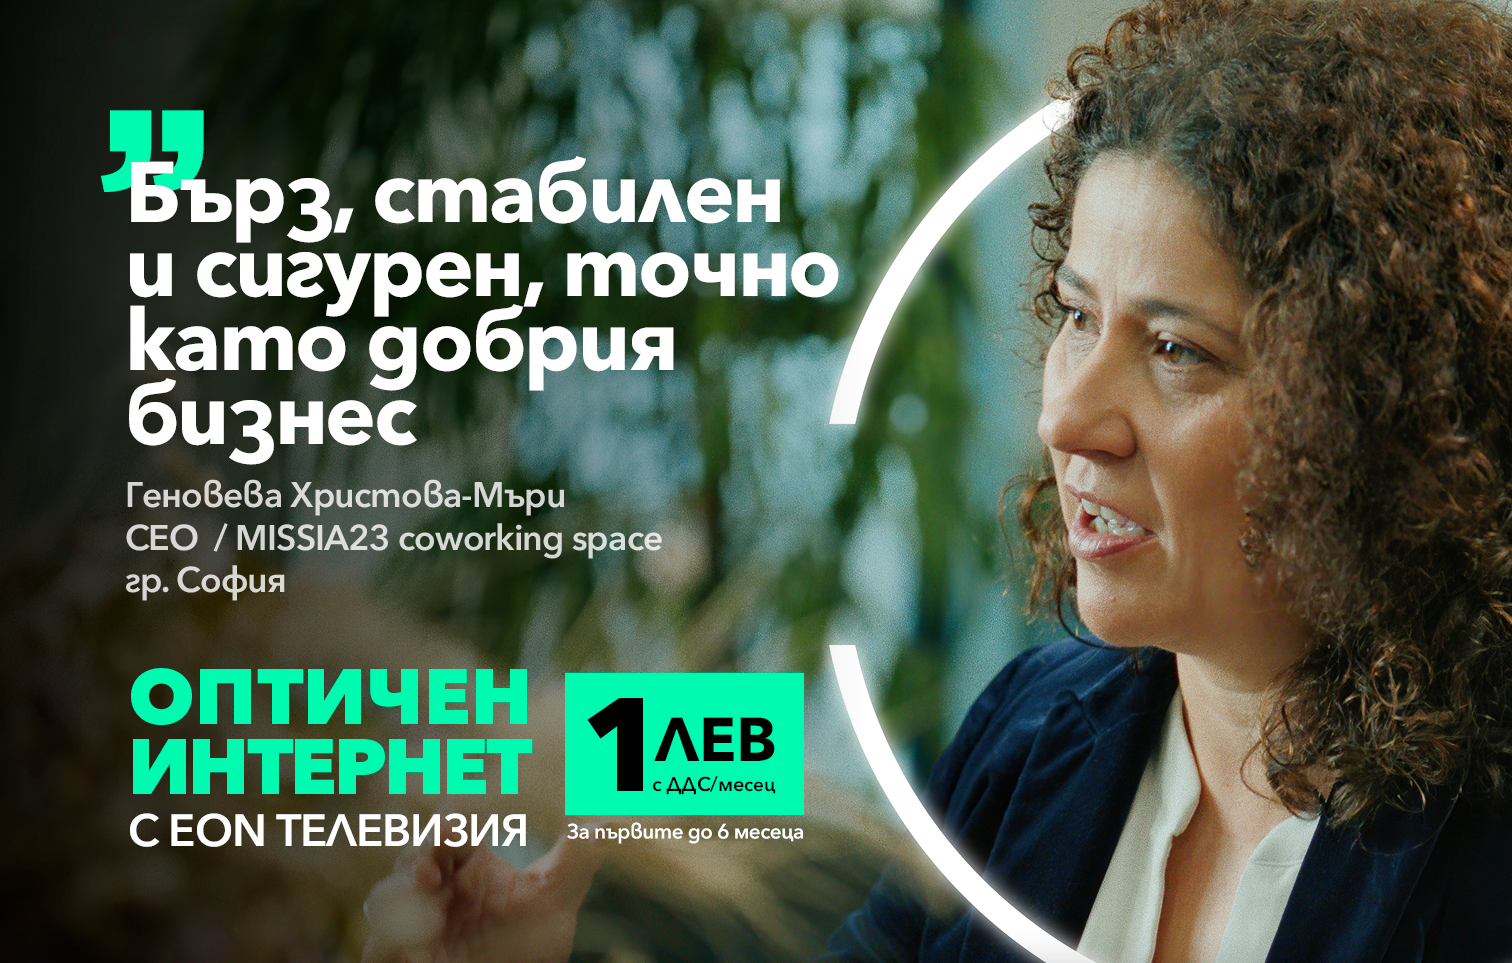 „
Бърз, стабилен
и сигурен, точно
като добрия
бизнес
Геновева Христова-Мъри
CEO / MISSIA23 coworking space
гр. София
ОПТИЧЕН
ИНТЕРНЕТ
С EON ТЕЛЕВИЗИЯ
1 ЛЕВ
с ДДС/месец
За първите до 6 месеца